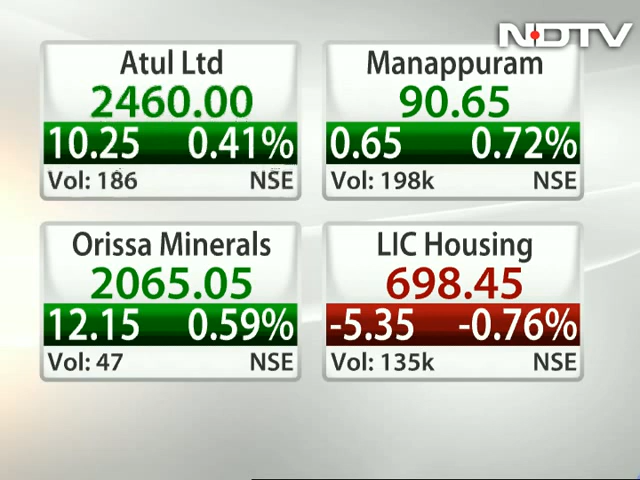 NDTV
Atul Ltd
2460.00
10.25 0.41%
Vol: 186 NSE
Manappuram
90.65
0.65 0.72%
Vol: 198k NSE
Orissa Minerals
2065.05
12.15 0.59%
Vol: 47 NSE
LIC Housing
698.45
-5.35 -0.76%
Vol: 135k NSE